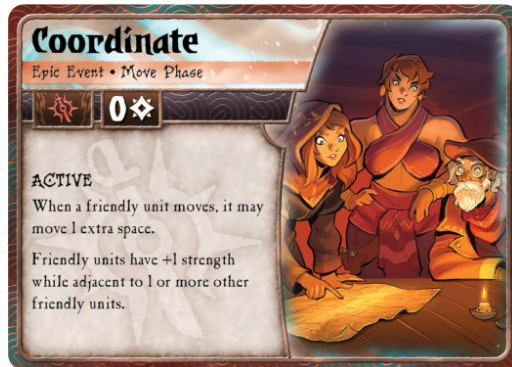 Coordinate
Epic Event • Move Phase
0
ACTIVE
When a friendly unit moves, it may
move 1 extra space.
Friendly units have +1 strength
while adjacent to 1 or more other
friendly units.